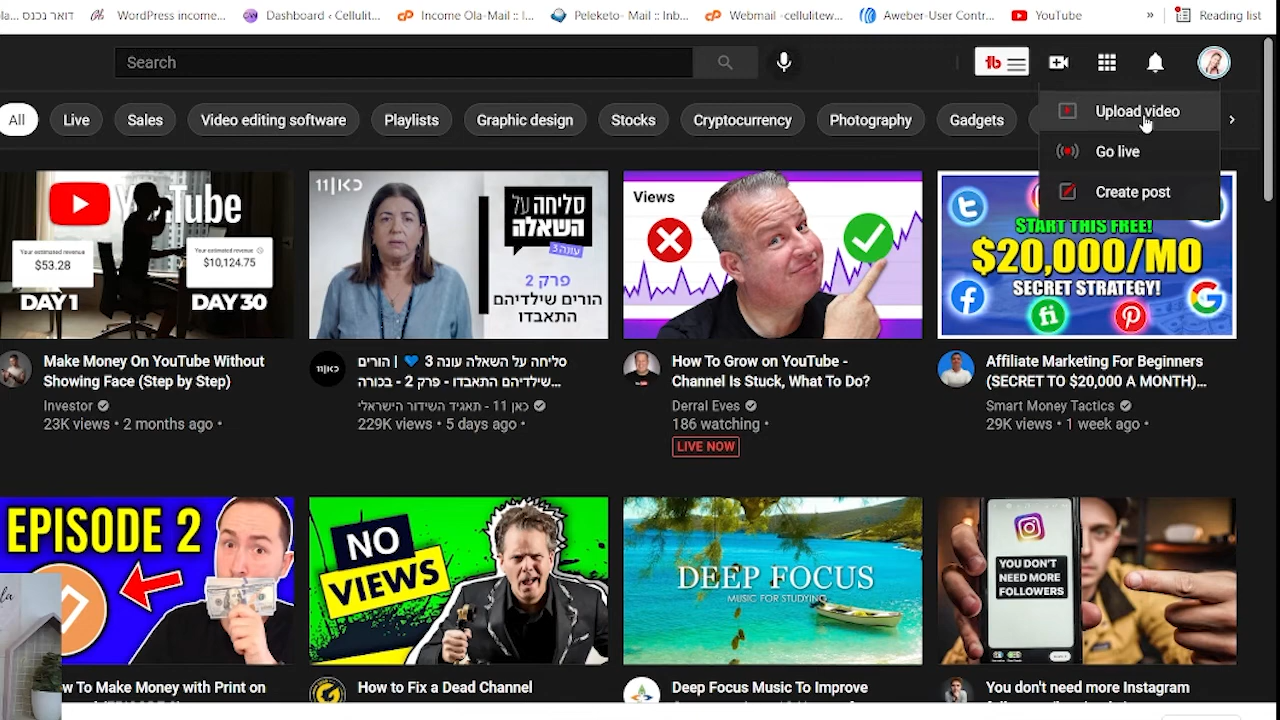 דואר נכנס - ola...
WordPress income...
Dashboard ‹ Cellulit...
Income Ola-Mail :: I...
Peleketo- Mail :: Inb...
Webmail -cellulitew...
Aweber-User Contr...
YouTube
»
Reading list
Search
tb
All
Live
Sales
Video editing software
Playlists
Graphic design
Stocks
Cryptocurrency
Photography
Gadgets
Upload video
Go live
Create post
YouTube
Your estimated revenue
$53.28
Your estimated revenue
$10,124.75
DAY 1
DAY 30
כאן11
סליחה על
השאלה
עונה 3
פרק 2
הורים שילדיהם
התאבדו
Views
START THIS FREE!
$20,000/MO
SECRET STRATEGY!
Make Money On YouTube Without
Showing Face (Step by Step)
Investor
23K views • 2 months ago •
כאן11
סליחה על השאלה עונה 3 💙 | הורים
שילדיהם התאבדו - פרק 2 - בכורה...
כאן 11 - תאגיד השידור הישראלי
229K views • 5 days ago •
How To Grow on YouTube -
Channel Is Stuck, What To Do?
Derral Eves
186 watching •
LIVE NOW
Affiliate Marketing For Beginners
(SECRET TO $20,000 A MONTH)...
Smart Money Tactics
29K views • 1 week ago •
EPISODE 2
NO
VIEWS
DEEP FOCUS
MUSIC FOR STUDYING
YOU DON'T
NEED MORE
FOLLOWERS
To Make Money with Print on
How to Fix a Dead Channel
Deep Focus Music To Improve
You don't need more Instagram